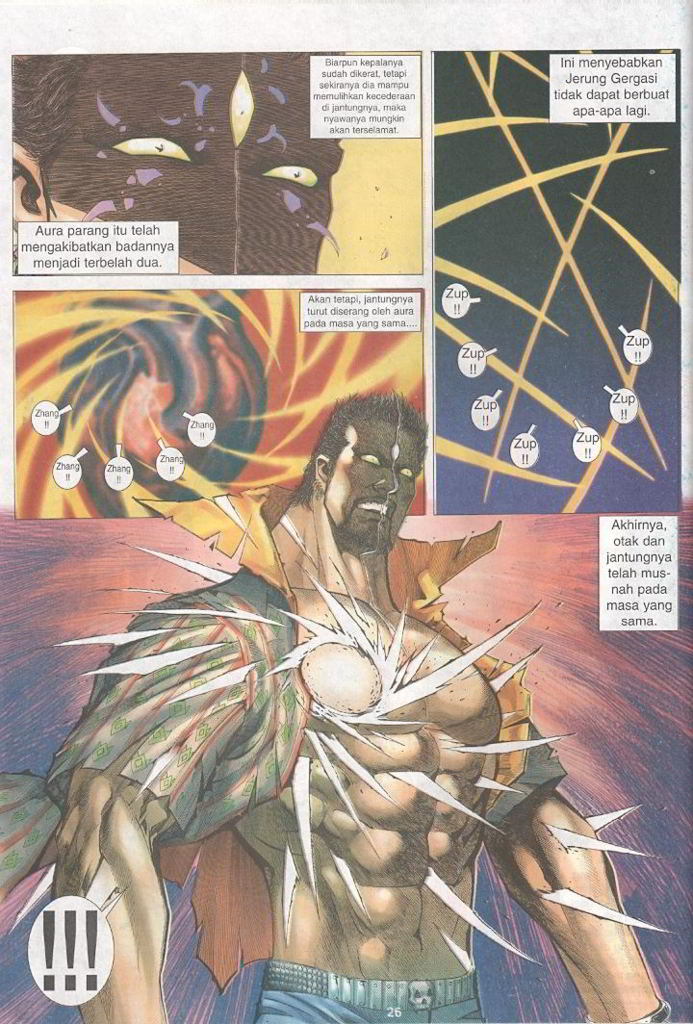 Biarpun kepalanya
sudah dikerat, tetapi
sekiranya dia mampu
memulihkan kecederaan
di jantungnya, maka
nyawanya mungkin
akan terselamat.
Aura parang itu telah
mengakibatkan badannya
menjadi terbelah dua.
Ini menyebabkan
Jerung Gergasi
tidak dapat berbuat
apa-apa lagi.
Zup
!!
Zup
!!
Zup
!!
Zup
!!
Zup
!!
Zup
!!
Zup
!!
Akan tetapi, jantungnya
turut diserang oleh aura
pada masa yang sama....
Zhang
!!
Zhang
!!
Zhang
!!
Zhang
!!
Zhang
!!
Akhirnya,
otak dan
jantungnya
telah mus-
nah pada
masa yang
sama.
!!!
26